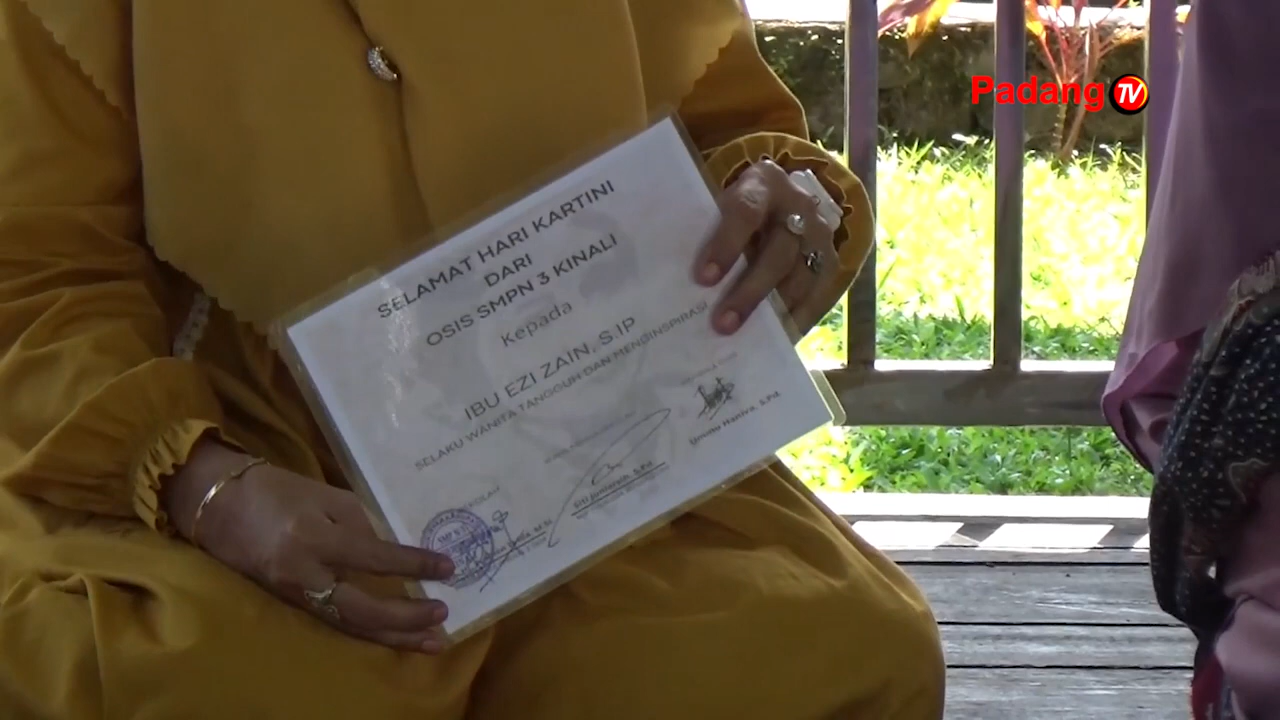 Padang TV
SELAMAT HARI KARTINI
DARI
OSIS SMPN 3 KINALI
Kepada
IBU EZI ZAIN, S.IP
SELAKU WANITA TANGGUH DAN MENGINSPIRASI